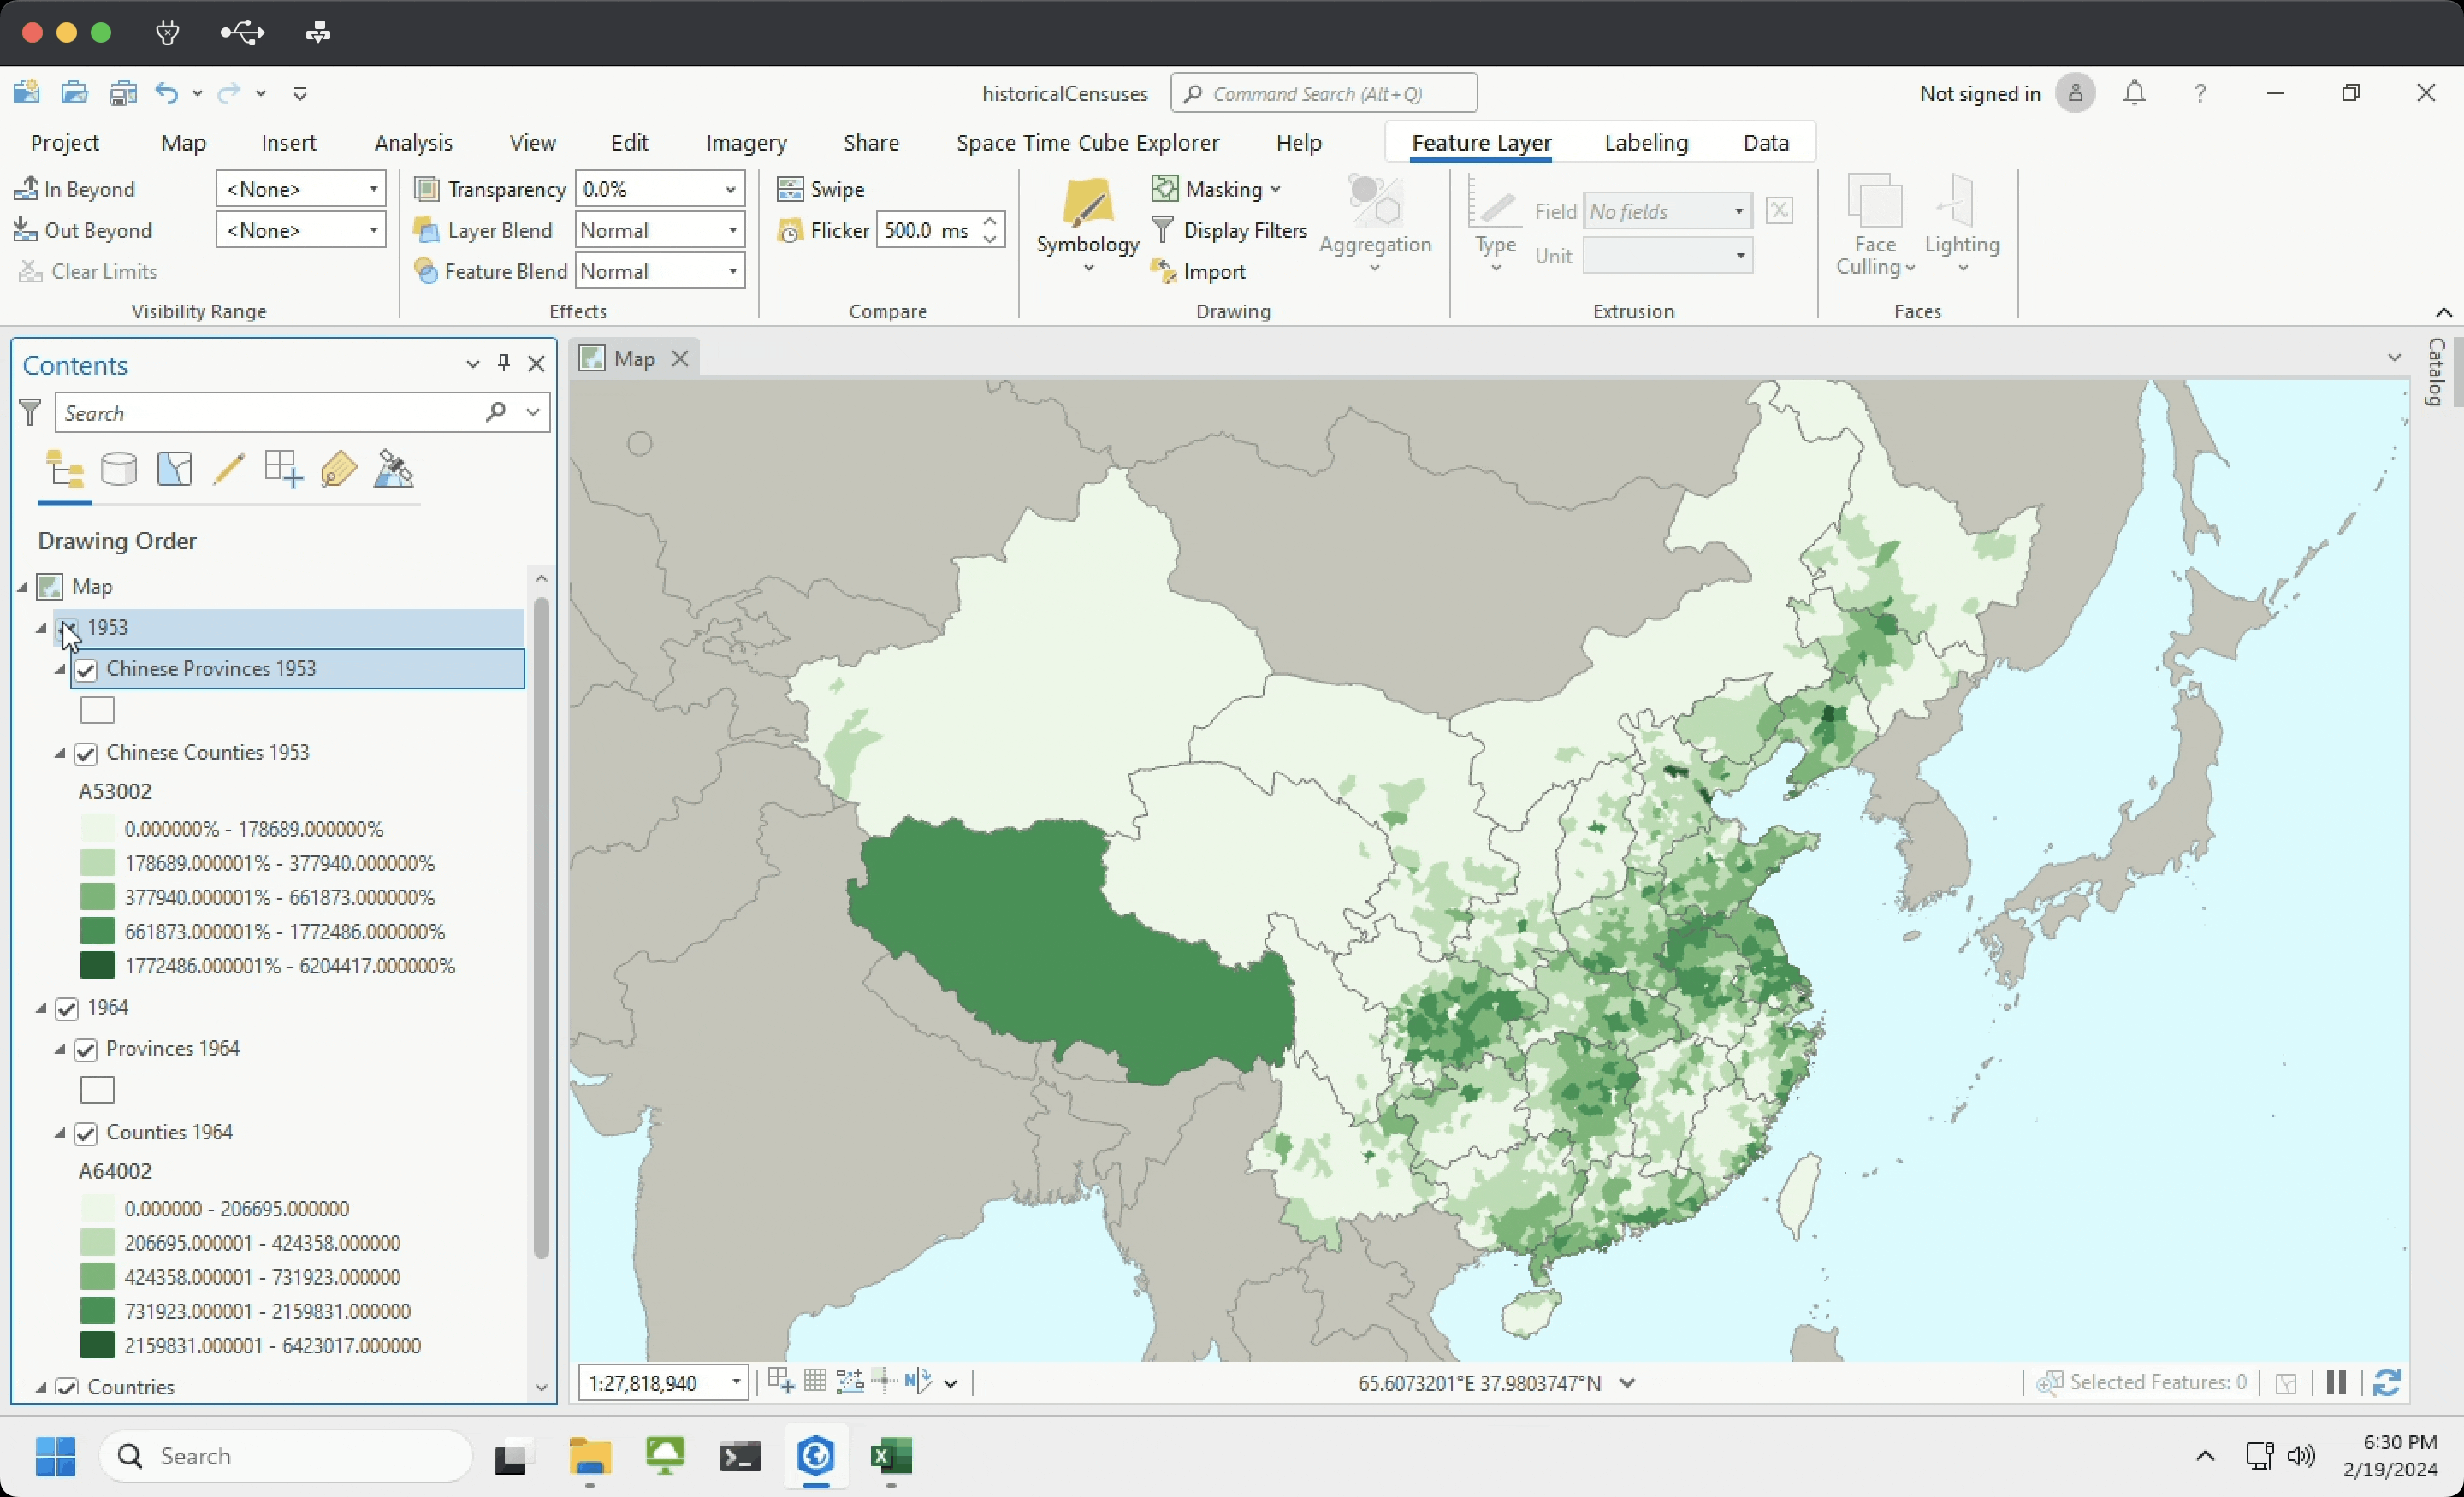 historicalCensuses
Command Search (Alt+Q)
Not signed in
Project
Map
Insert
Analysis
View
Edit
Imagery
Share
Space Time Cube Explorer
Help
Feature Layer
Labeling
Data
In Beyond
<None>
Out Beyond
<None>
Clear Limits
Visibility Range
Transparency
0.0%
Layer Blend
Normal
Feature Blend
Normal
Effects
Swipe
Flicker
500.0 ms
Compare
Symbology
Masking
Display Filters
Import
Aggregation
Drawing
Type
Field
No fields
Unit
Extrusion
Face
Culling
Lighting
Faces
Contents
Search
Drawing Order
Map
1953
Chinese Provinces 1953
Chinese Counties 1953
A53002
0.000000% - 178689.000000%
178689.000001% - 377940.000000%
377940.000001% - 661873.000000%
661873.000001% - 1772486.000000%
1772486.000001% - 6204417.000000%
1964
Provinces 1964
Counties 1964
A64002
0.000000 - 206695.000000
206695.000001 - 424358.000000
424358.000001 - 731923.000000
731923.000001 - 2159831.000000
2159831.000001 - 6423017.000000
Countries
Map
Catalog
1:27,818,940
65.6073201°E 37.9803747°N
Selected Features: 0
Search
6:30 PM
2/19/2024